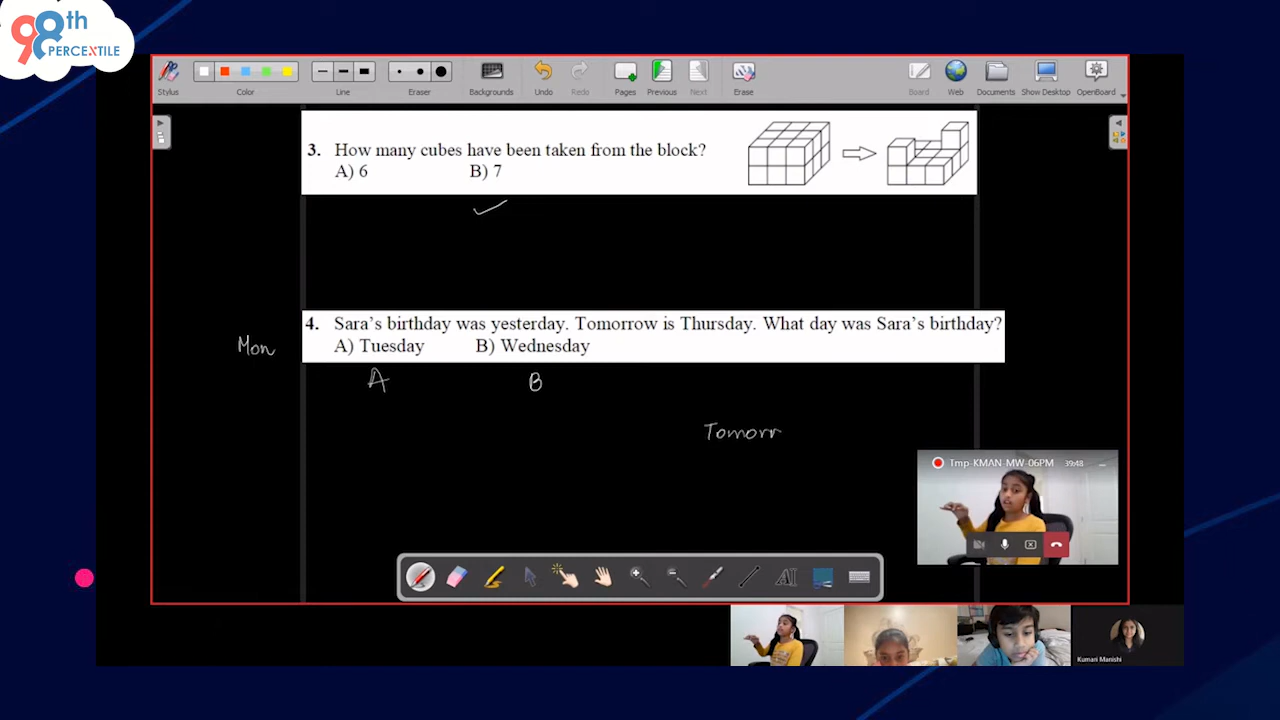 98th
PERCEXTILE
Stylus Color Line Eraser Backgrounds Undo Redo Pages Previous Next Erase Board Web Documents Show Desktop OpenBoard
3. How many cubes have been taken from the block?
A) 6 B) 7
4. Sara's birthday was yesterday. Tomorrow is Thursday. What day was Sara's birthday?
Mon
A) Tuesday B) Wednesday
A B
Tomorr
Tmp-KMAN-MW-06PM 39:48
AI
Kumari Manishi